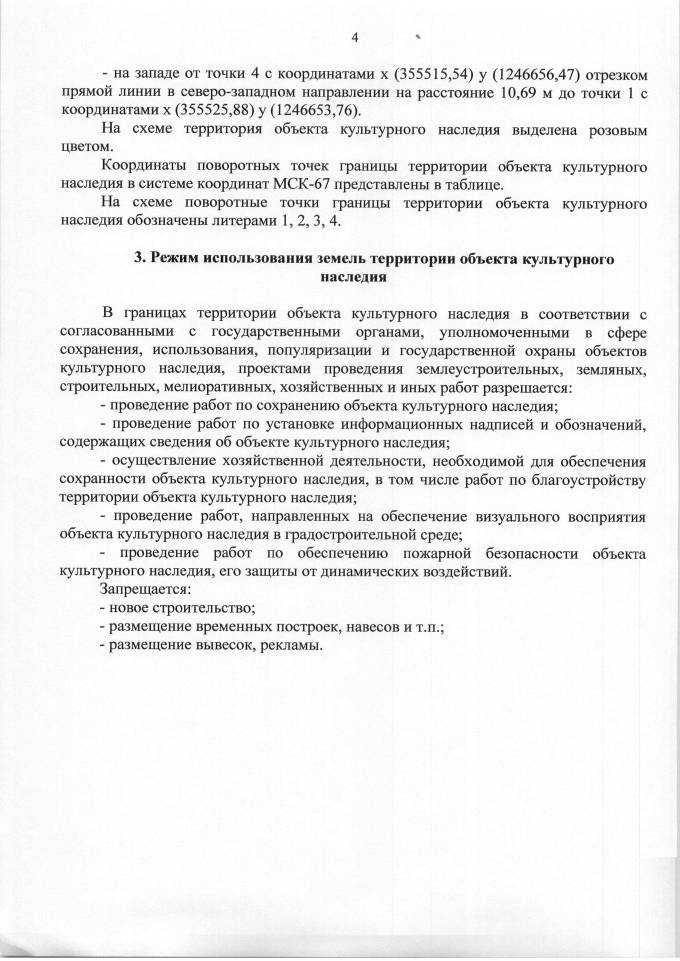 4
- на западе от точки 4 с координатами x (355515,54) y (1246656,47) отрезком
прямой линии в северо-западном направлении на расстояние 10,69 м до точки 1 с
координатами x (355525,88) y (1246653,76).
На схеме территория объекта культурного наследия выделена розовым
цветом.
Координаты поворотных точек границы территории объекта культурного
наследия в системе координат МСК-67 представлены в таблице.
На схеме поворотные точки границы территории объекта культурного
наследия обозначены литерами 1, 2, 3, 4.
3. Режим использования земель территории объекта культурного
наследия
В границах территории объекта культурного наследия в соответствии с
согласованными с государственными органами, уполномоченными в сфере
сохранения, использования, популяризации и государственной охраны объектов
культурного наследия, проектами проведения землеустроительных, земляных,
строительных, мелиоративных, хозяйственных и иных работ разрешается:
- проведение работ по сохранению объекта культурного наследия;
- проведение работ по установке информационных надписей и обозначений,
содержащих сведения об объекте культурного наследия;
- осуществление хозяйственной деятельности, необходимой для обеспечения
сохранности объекта культурного наследия, в том числе работ по благоустройству
территории объекта культурного наследия;
- проведение работ, направленных на обеспечение визуального восприятия
объекта культурного наследия в градостроительной среде;
- проведение работ по обеспечению пожарной безопасности объекта
культурного наследия, его защиты от динамических воздействий.
Запрещается:
- новое строительство;
- размещение временных построек, навесов и т.п.;
- размещение вывесок, рекламы.